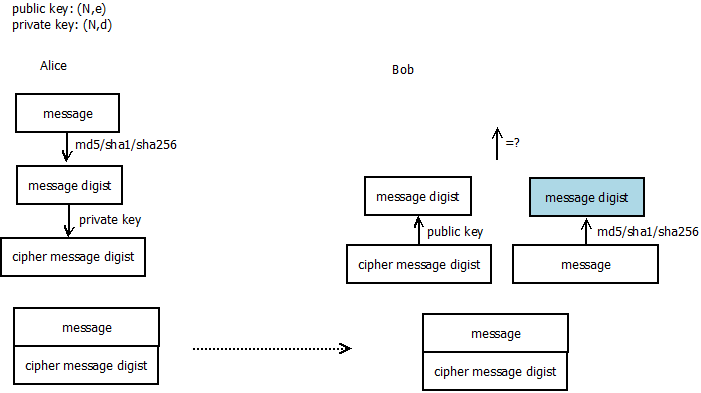 public key: (N,e)
private key: (N,d)
Alice
Bob
message
md5/sha1/sha256
=?
message digist
message digist
message digist
private key
public key
md5/sha1/sha256
cipher message digist
cipher message digist
message
message
message
cipher message digist
cipher message digist